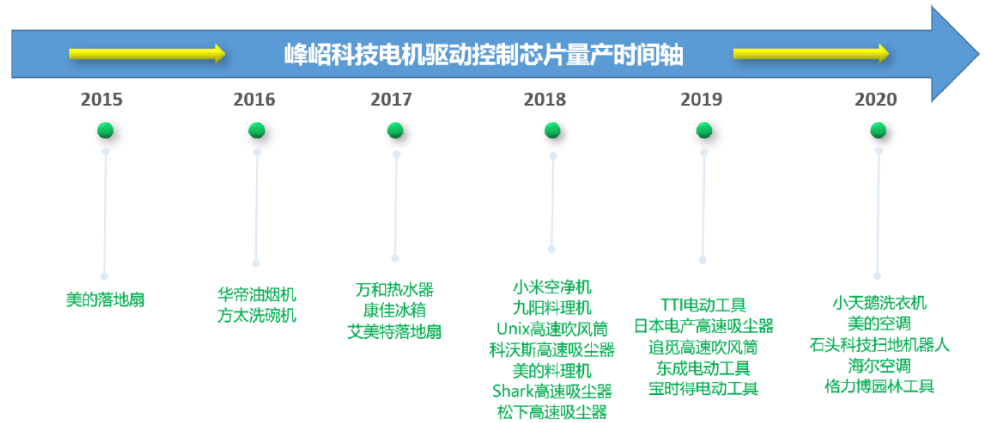 峰岹科技电机驱动控制芯片量产时间轴
2015
2016
2017
2018
2019
2020
美的落地扇
华帝油烟机
方太洗碗机
万和热水器
康佳冰箱
艾美特落地扇
小米空净机
九阳料理机
Unix高速吹风筒
科沃斯高速吸尘器
美的料理机
Shark高速吸尘器
松下高速吸尘器
TTI电动工具
日本电产高速吸尘器
追觅高速吹风筒
东成电动工具
宝时得电动工具
小天鹅洗衣机
美的空调
石头科技扫地机器人
海尔空调
格力博园林工具